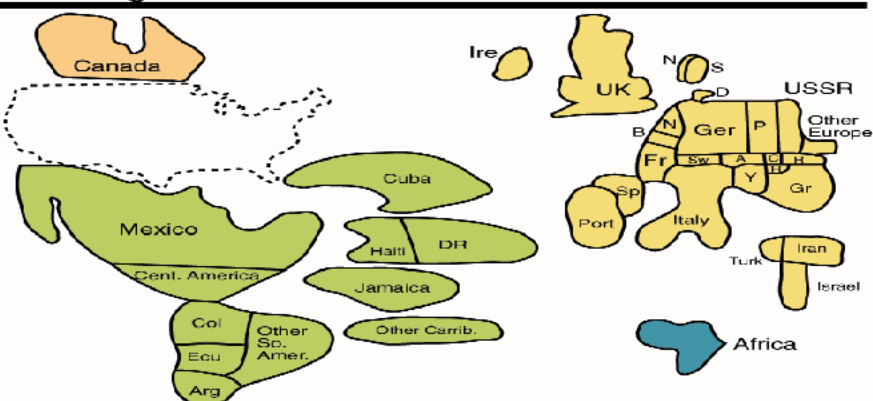 Canada
Ire
UK
N
S
D
USSR
Other
Europe
B
N
Ger
P
Fr
Sw
A
C
H
H
Y
Gr
Sp
Port
Italy
Turk
Iran
Israel
Cuba
Mexico
Haiti
DR
Cent. America
Jamaica
Col
Other
So.
Amer.
Other Carrib.
Ecu
Arg
Africa